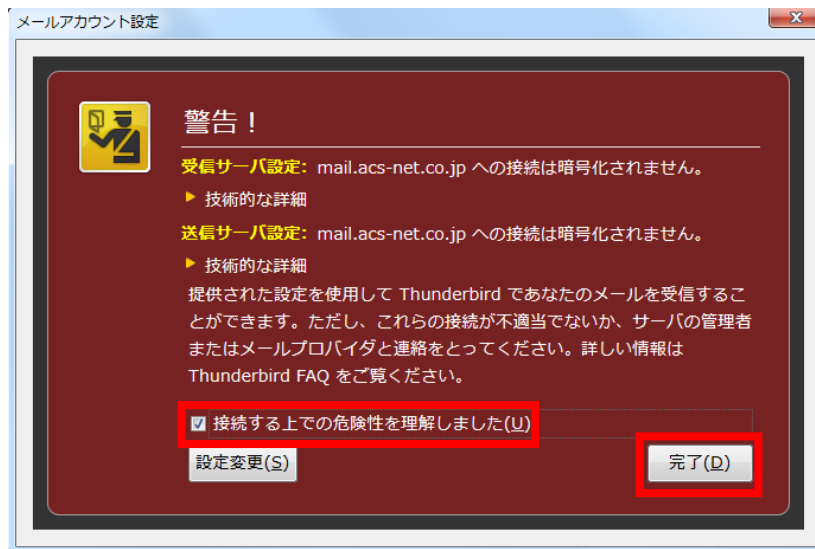 メールアカウント設定
警告！
受信サーバ設定: mail.acs-net.co.jp への接続は暗号化されません。
技術的な詳細
送信サーバ設定: mail.acs-net.co.jp への接続は暗号化されません。
技術的な詳細
提供された設定を使用して Thunderbird であなたのメールを受信するこ
とができます。ただし、これらの接続が不適当でないか、サーバの管理者
またはメールプロバイダと連絡をとってください。詳しい情報は
Thunderbird FAQ をご覧ください。
接続する上での危険性を理解しました(U)
設定変更(S)
完了(D)